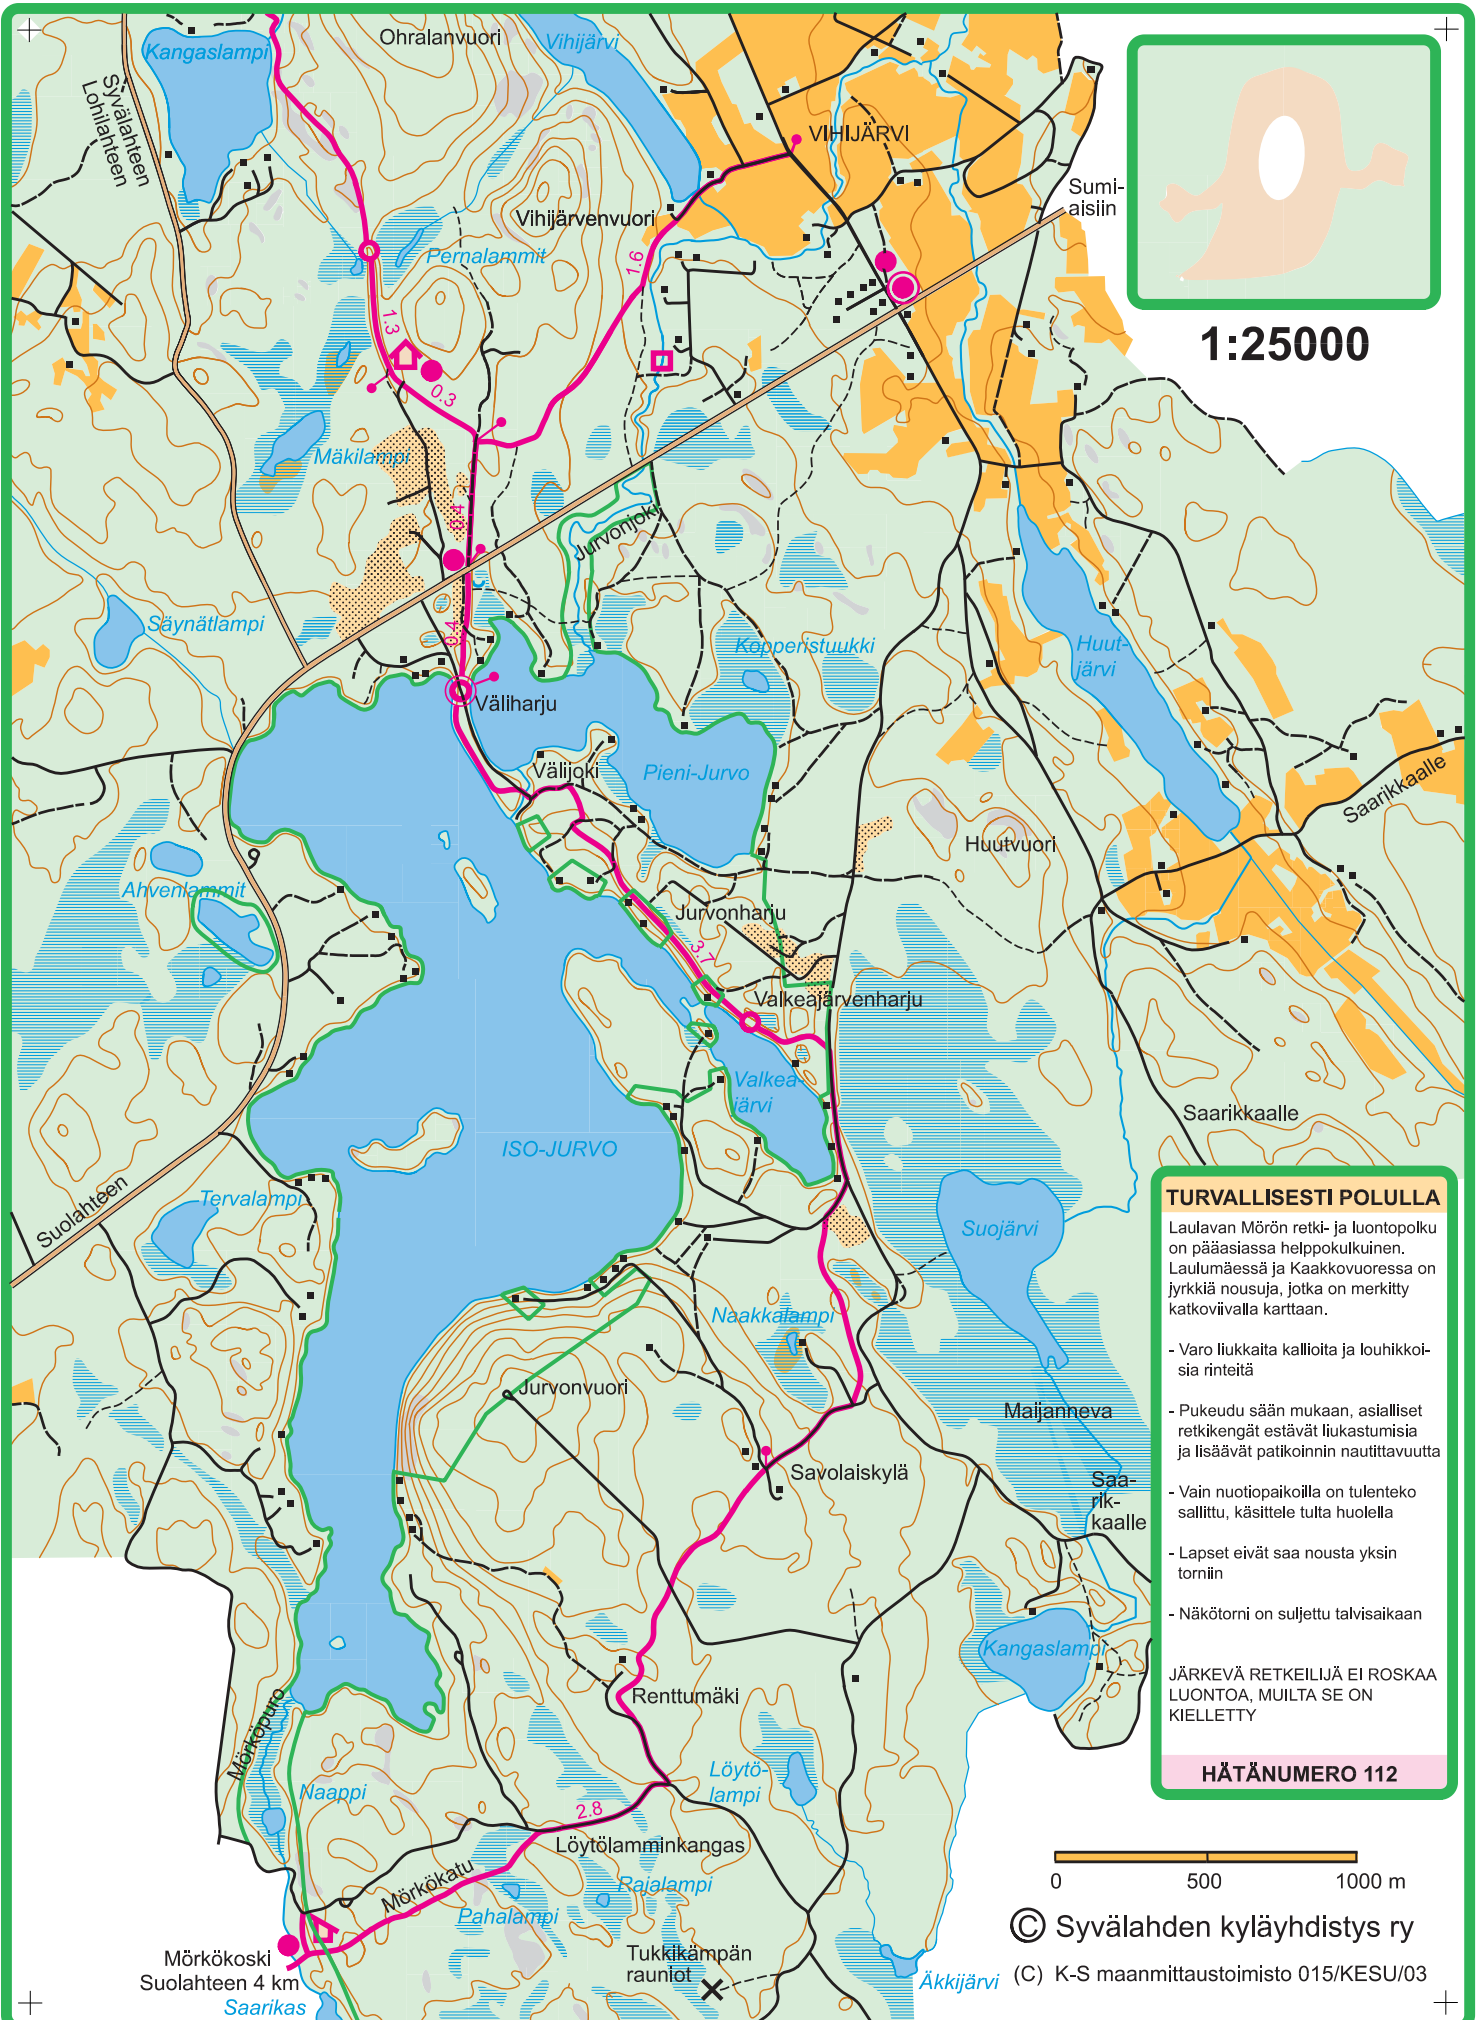 Kangaslampi
Ohralanvuori
Vihijärvi
Syvälahteen
Lohilahteen
VIHIJÄRVI
Sumi-
aisiin
Vihijärvenvuori
Pernalammit
1.6
1.3
0.3
1:25000
Mäkilampi
0.4
Jurvonjoki
Säynätlampi
0.4
Kopperistuukki
Huut-
järvi
Väliharju
Välijoki
Pieni-Jurvo
Saarikkaalle
Huutvuori
Ahvenlammit
Jurvonharju
3.7
Valkeajärvenharju
Valkea-
järvi
Saarikkaalle
ISO-JURVO
Tervalampi
Suolahteen
Suojärvi
Naakkalampi
Jurvonvuori
Maijanneva
Savolaiskylä
Saa-
rik-
kaalle
Kangaslampi
Renttumäki
Mörköpuro
Naappi
Löytö-
lampi
2.8
Löytölamminkangas
Mörkökatu
Rajalampi
Pahalampi
Mörkökoski
Suolahteen 4 km
Saarikas
Tukkikämpän
rauniot
Äkkijärvi
TURVALLISESTI POLULLA
Laulavan Mörön retki- ja luontopolku
on pääasiassa helppokulkuinen.
Laulumäessä ja Kaakkovuoressa on
jyrkkiä nousuja, jotka on merkitty
katkoviivalla karttaan.
- Varo liukkaita kallioita ja louhikkoi-
sia rinteitä
- Pukeudu sään mukaan, asialliset
retkikengät estävät liukastumisia
ja lisäävät patikoinnin nautittavuutta
- Vain nuotiopaikoilla on tulenteko
sallittu, käsittele tulta huolella
- Lapset eivät saa nousta yksin
torniin
- Näkötorni on suljettu talvisaikaan
JÄRKEVÄ RETKEILIJÄ EI ROSKAA
LUONTOA, MUILTA SE ON
KIELLETTY
HÄTÄNUMERO 112
0 500 1000 m
© Syvälahden kyläyhdistys ry
(C) K-S maanmittaustoimisto 015/KESU/03